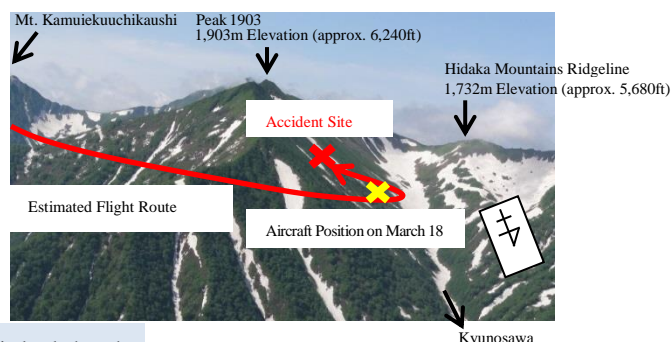 Mt. Kamuiekuuchikaushi
Peak 1903
1,903m Elevation (approx. 6,240ft)
Hidaka Mountains Ridgeline
1,732m Elevation (approx. 5,680ft)
Accident Site
Estimated Flight Route
Aircraft Position on March 18
Kyunosawa